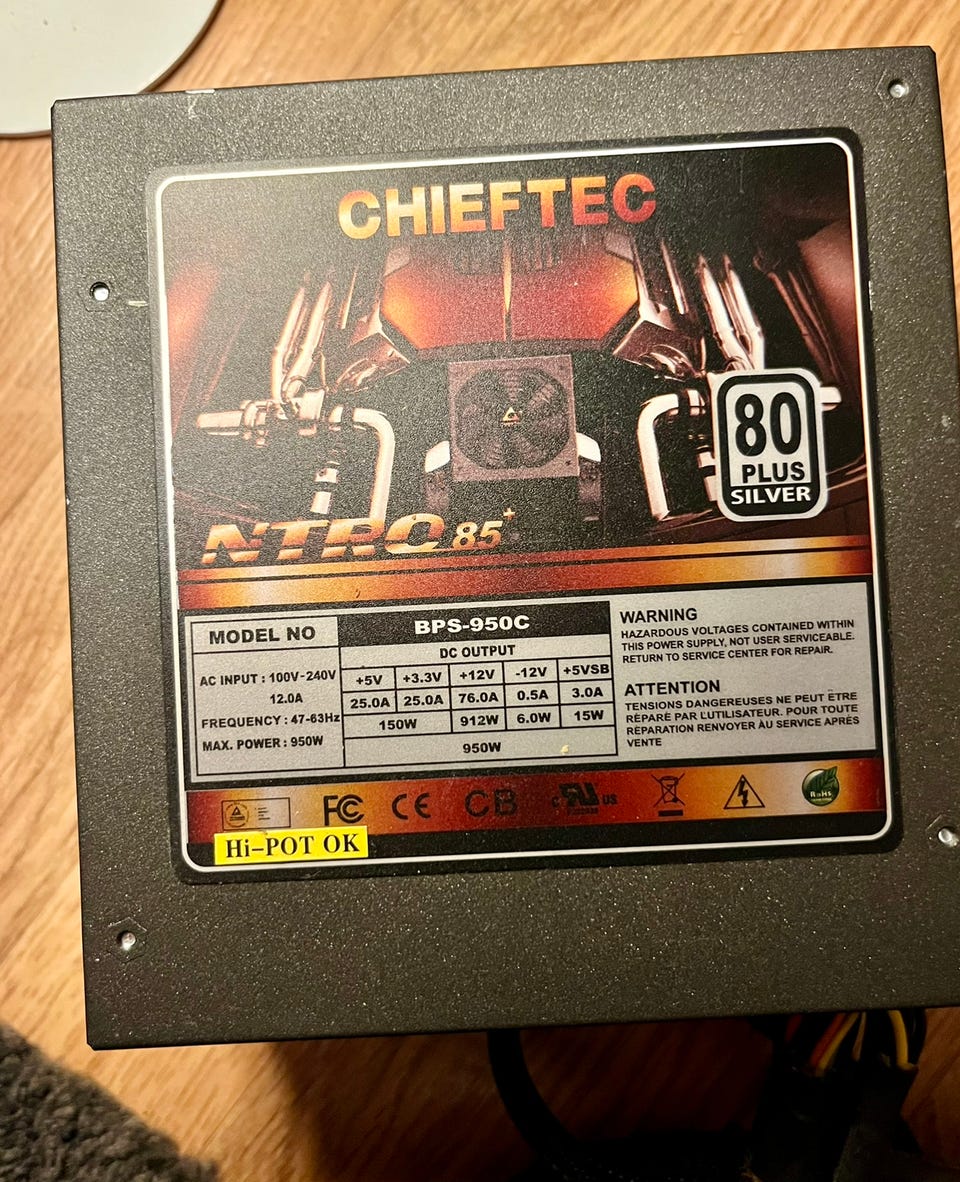 CHIEFTEC
80
PLUS
SILVER
NTRO 85+
MODEL NO
BPS-950C
AC INPUT : 100V-240V
12.0A
FREQUENCY : 47-63Hz
MAX. POWER : 950W
DC OUTPUT
+5V +3.3V +12V -12V +5VSB
25.0A 25.0A 76.0A 0.5A 3.0A
150W 912W 6.0W 15W
950W
WARNING
HAZARDOUS VOLTAGES CONTAINED WITHIN
THIS POWER SUPPLY, NOT USER SERVICEABLE.
RETURN TO SERVICE CENTER FOR REPAIR.
ATTENTION
TENSIONS DANGEREUSES NE PEUT ÊTRE
RÉPARÉ PAR L'UTILISATEUR. POUR TOUTE
RÉPARATION RENVOYER AU SERVICE APRÈS
VENTE
FC CE CB c RU US RoHS
Hi-POT OK